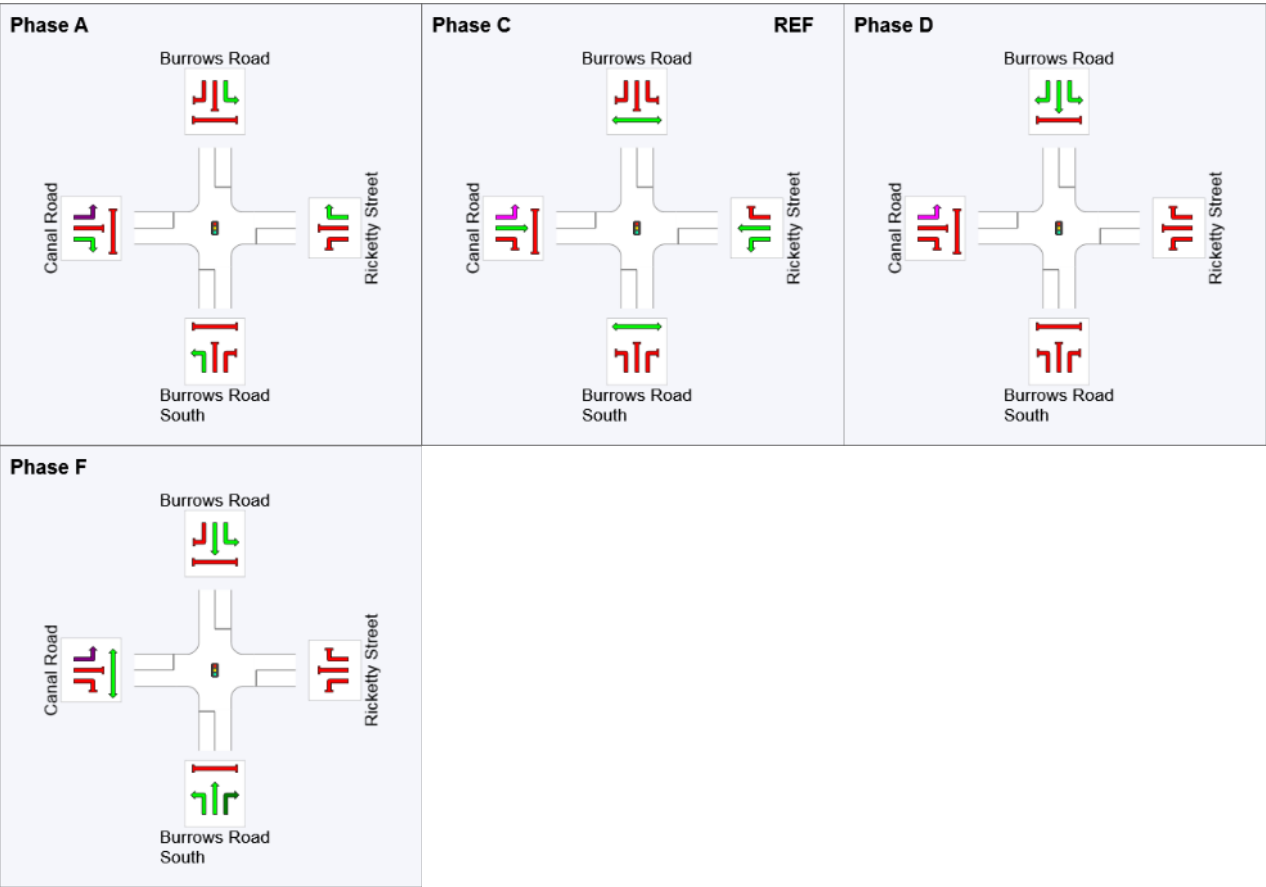 Phase A
Burrows Road
Canal Road
Ricketty Street
Burrows Road
South
Phase C
REF
Burrows Road
Canal Road
Ricketty Street
Burrows Road
South
Phase D
Burrows Road
Canal Road
Ricketty Street
Burrows Road
South
Phase F
Burrows Road
Canal Road
Ricketty Street
Burrows Road
South